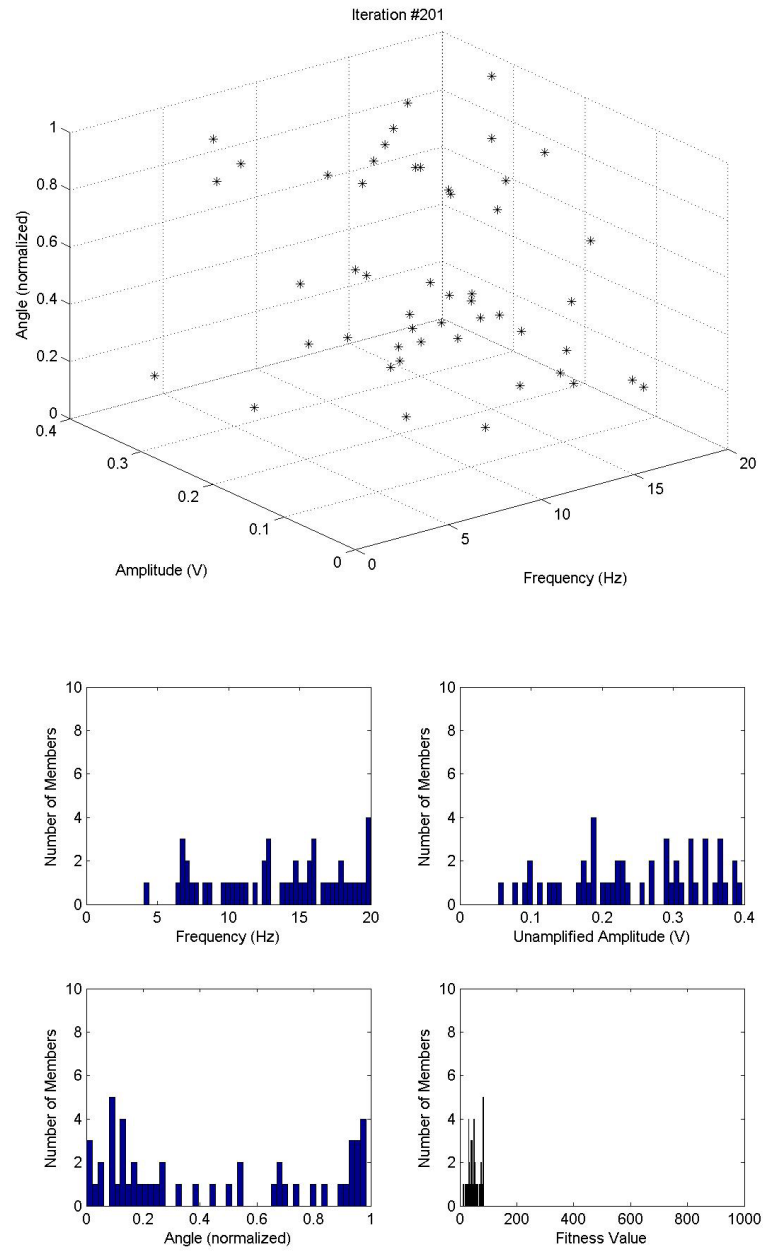 Iteration #201
1
0.8
0.6
0.4
0.2
0
Angle (normalized)
0.4
0.3
0.2
0.1
0
Amplitude (V)
0
5
10
15
20
Frequency (Hz)
10
8
6
4
2
0
Number of Members
0 5 10 15 20
Frequency (Hz)
10
8
6
4
2
0
Number of Members
0 0.1 0.2 0.3 0.4
Unamplified Amplitude (V)
10
8
6
4
2
0
Number of Members
0 0.2 0.4 0.6 0.8 1
Angle (normalized)
10
8
6
4
2
0
Number of Members
0 200 400 600 800 1000
Fitness Value